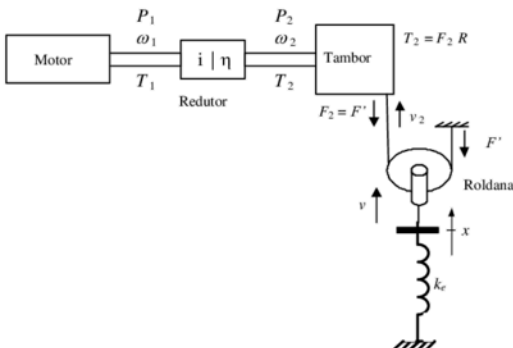 P₁
ω₁
T₁
Motor
i | η
Redutor
P₂
ω₂
T₂
Tambor
T₂ = F₂ R
F₂ = F'
v₂
F'
Roldana
v
x
kₑ